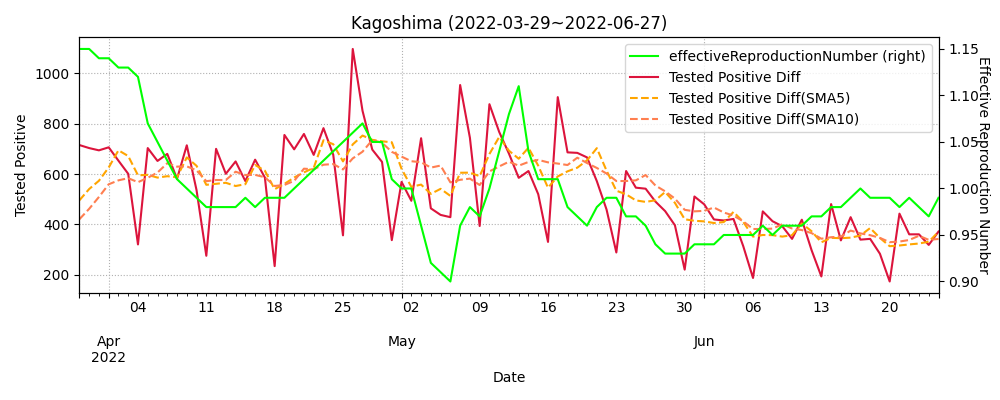 Kagoshima (2022-03-29~2022-06-27)
effectiveReproductionNumber (right)
Tested Positive Diff
Tested Positive Diff(SMA5)
Tested Positive Diff(SMA10)
Tested Positive
1000
800
600
400
200
Effective Reproduction Number
1.15
1.10
1.05
1.00
0.95
0.90
04 11 18 25 02 09 16 23 30 06 13 20
Apr May Jun
2022
Date